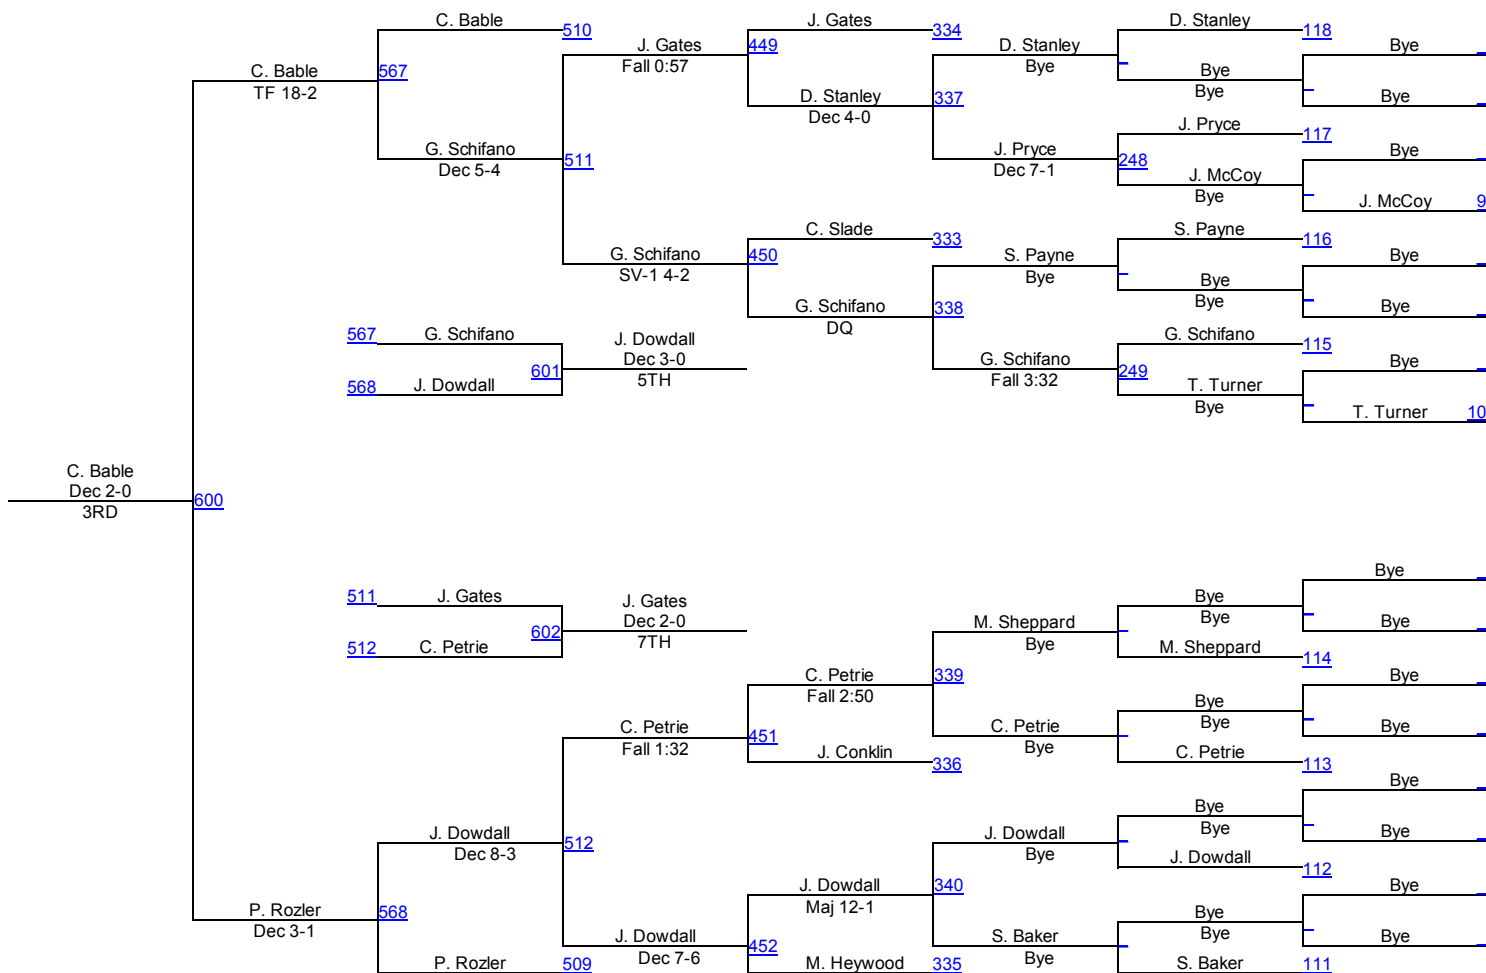 C. Bable J. Gates D. Stanley
510 334 118
J. Gates 449 D. Stanley Bye
Fall 0:57 Bye
C. Bable 567 Bye
TF 18-2 Bye
D. Stanley 337 Bye
Dec 4-0
J. Pryce
117
G. Schifano 511 J. Pryce 248 Bye
Dec 5-4 Dec 7-1
J. McCoy
Bye J. McCoy 9
C. Slade 333 S. Payne 116
G. Schifano 450 S. Payne Bye
SV-1 4-2 Bye
Bye
Bye
G. Schifano 338 Bye
DQ
567 G. Schifano J. Dowdall G. Schifano 115
Dec 3-0
601 5TH G. Schifano 249 Bye
Fall 3:32
568 J. Dowdall T. Turner
Bye T. Turner 10
C. Bable
Dec 2-0
3RD 600
Bye
511 J. Gates J. Gates Bye
Dec 2-0 Bye
602 7TH M. Sheppard Bye
Bye
512 C. Petrie M. Sheppard 114
C. Petrie 339 Bye
Fall 2:50
Bye
C. Petrie 451 C. Petrie Bye Bye
Fall 1:32 Bye
J. Conklin 336 C. Petrie 113
Bye
Bye
J. Dowdall 512 J. Dowdall Bye Bye
Dec 8-3 Bye
J. Dowdall 112
J. Dowdall 340 Bye
Maj 12-1
P. Rozler 568 Bye
Dec 3-1 Bye
J. Dowdall 452 S. Baker Bye
Dec 7-6 Bye
P. Rozler 509 M. Heywood 335 S. Baker 111